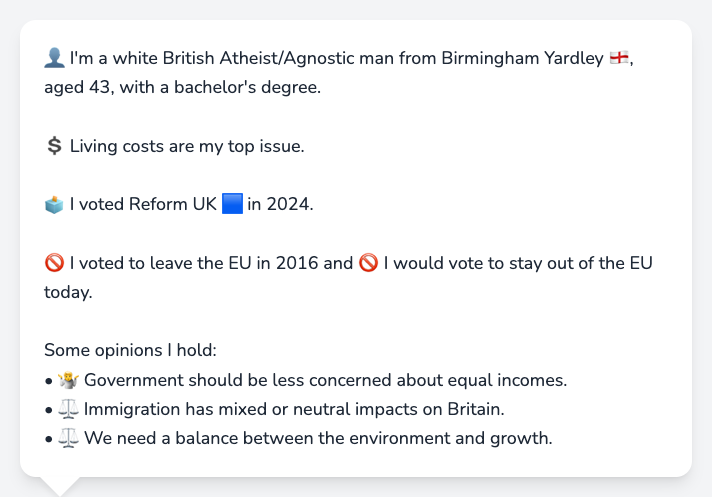 👤 I'm a white British Atheist/Agnostic man from Birmingham Yardley 🏴󠁧󠁢󠁥󠁮󠁧󠁿,
aged 43, with a bachelor's degree.
💲 Living costs are my top issue.
🗳️ I voted Reform UK 🟦 in 2024.
🚫 I voted to leave the EU in 2016 and 🚫 I would vote to stay out of the EU
today.
Some opinions I hold:
• 🤷 Government should be less concerned about equal incomes.
• ⚖️ Immigration has mixed or neutral impacts on Britain.
• ⚖️ We need a balance between the environment and growth.